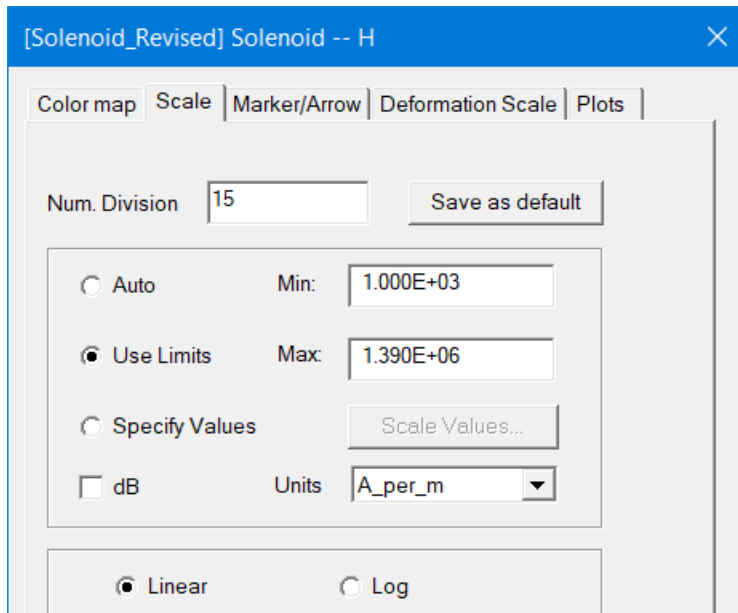 [Solenoid_Revised] Solenoid -- H
Color map Scale Marker/Arrow Deformation Scale Plots
Num. Division 15 Save as default
Auto Min: 1.000E+03
Use Limits Max: 1.390E+06
Specify Values Scale Values...
dB Units A_per_m
Linear Log